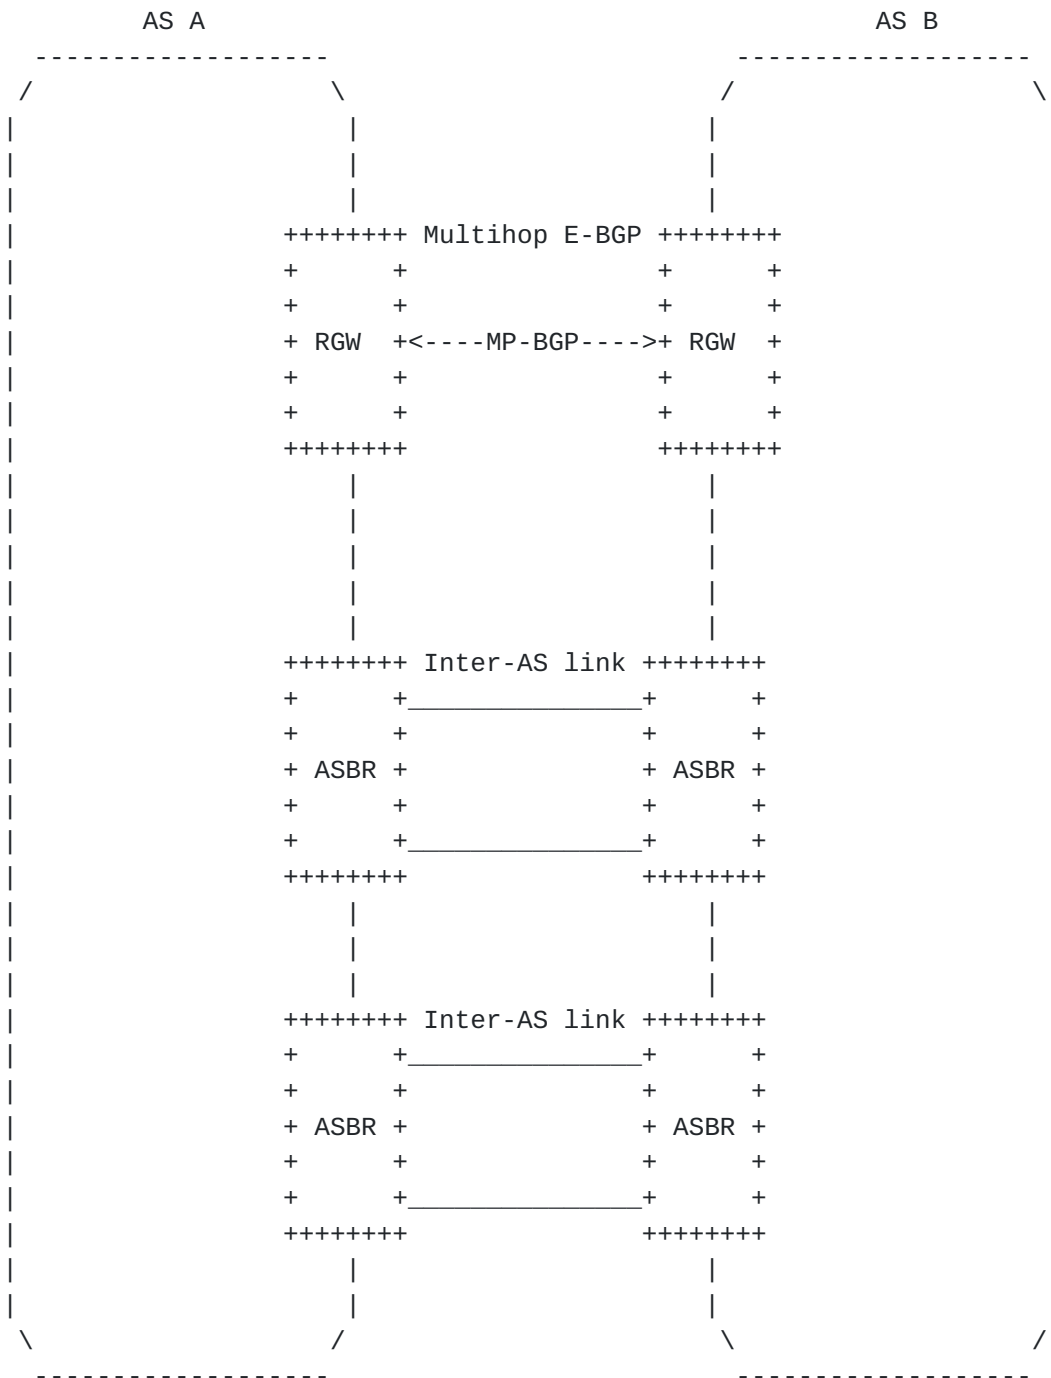 AS A AS B
Multihop E-BGP
RGW <----MP-BGP----> RGW
Inter-AS link
ASBR ASBR
Inter-AS link
ASBR ASBR